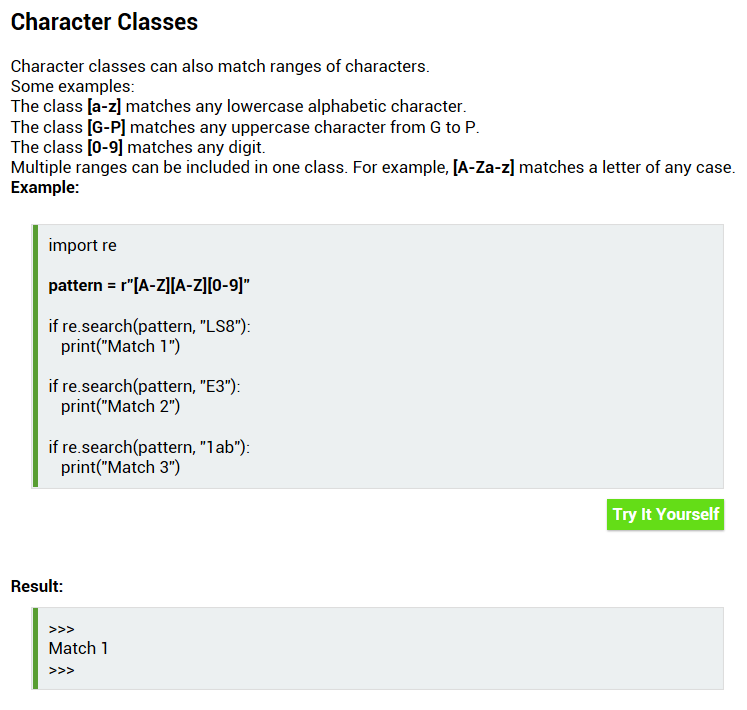 Character Classes
Character classes can also match ranges of characters.
Some examples:
The class [a-z] matches any lowercase alphabetic character.
The class [G-P] matches any uppercase character from G to P.
The class [0-9] matches any digit.
Multiple ranges can be included in one class. For example, [A-Za-z] matches a letter of any case.
Example:
import re
pattern = r"[A-Z][A-Z][0-9]"
if re.search(pattern, "LS8"):
print("Match 1")
if re.search(pattern, "E3"):
print("Match 2")
if re.search(pattern, "1ab"):
print("Match 3")
Try It Yourself
Result:
>>>
Match 1
>>>